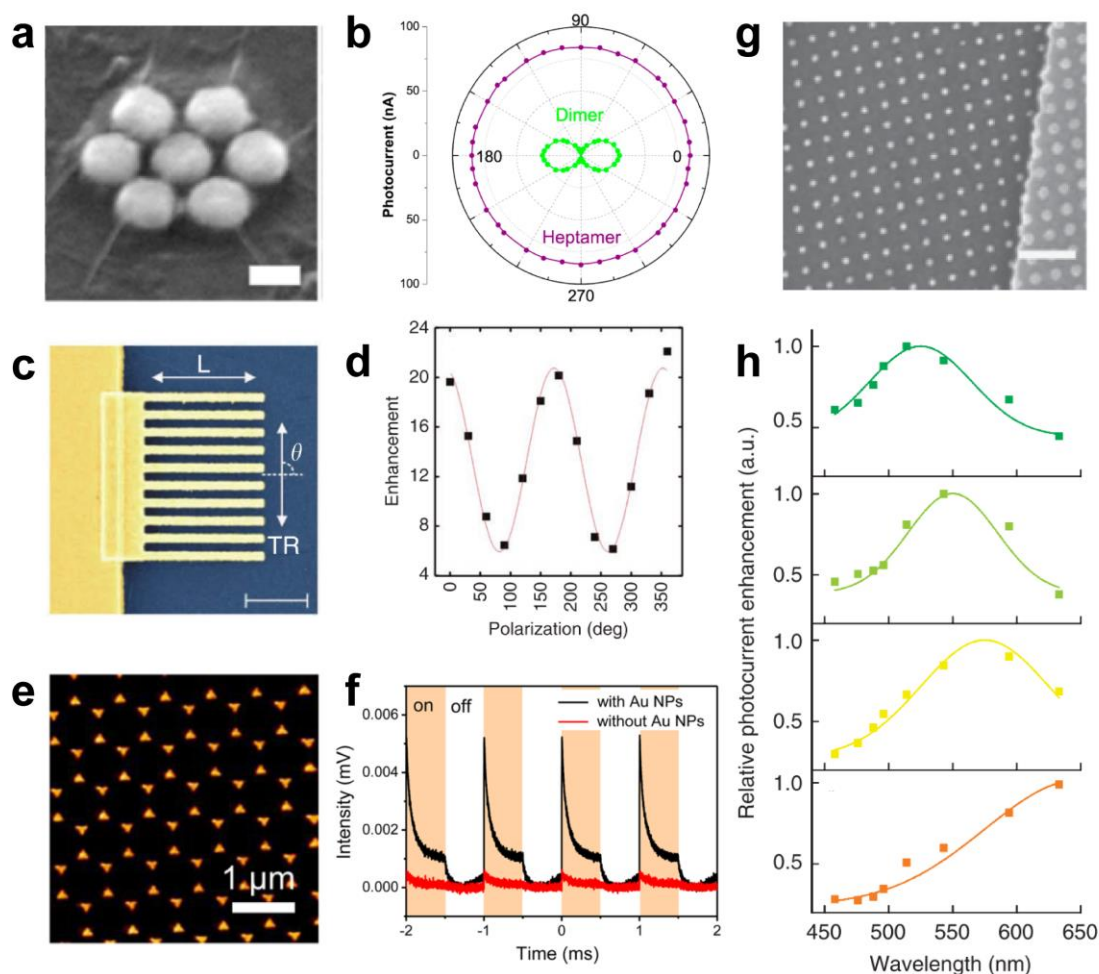 a
b
Photocurrent (nA)
100
50
0
50
100
90
180
0
270
Dimer
Heptamer
g
c
L
θ
TR
d
Enhancement
24
20
16
12
8
4
0
50
100
150
200
250
300
350
Polarization (deg)
h
Relative photocurrent enhancement (a.u.)
1.0
0.5
1.0
0.5
1.0
0.5
1.0
0.5
450
500
550
600
650
Wavelength (nm)
e
1 μm
f
Intensity (mV)
0.006
0.004
0.002
0.000
on
off
with Au NPs
without Au NPs
-2
-1
0
1
2
Time (ms)